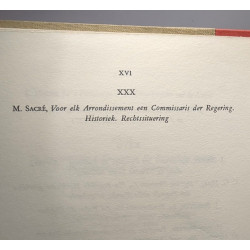 XVI
XXX
M. SACRÉ, Voor elk Arrondissement een Commissaris der Regering.
Historiek. Rechtssituering